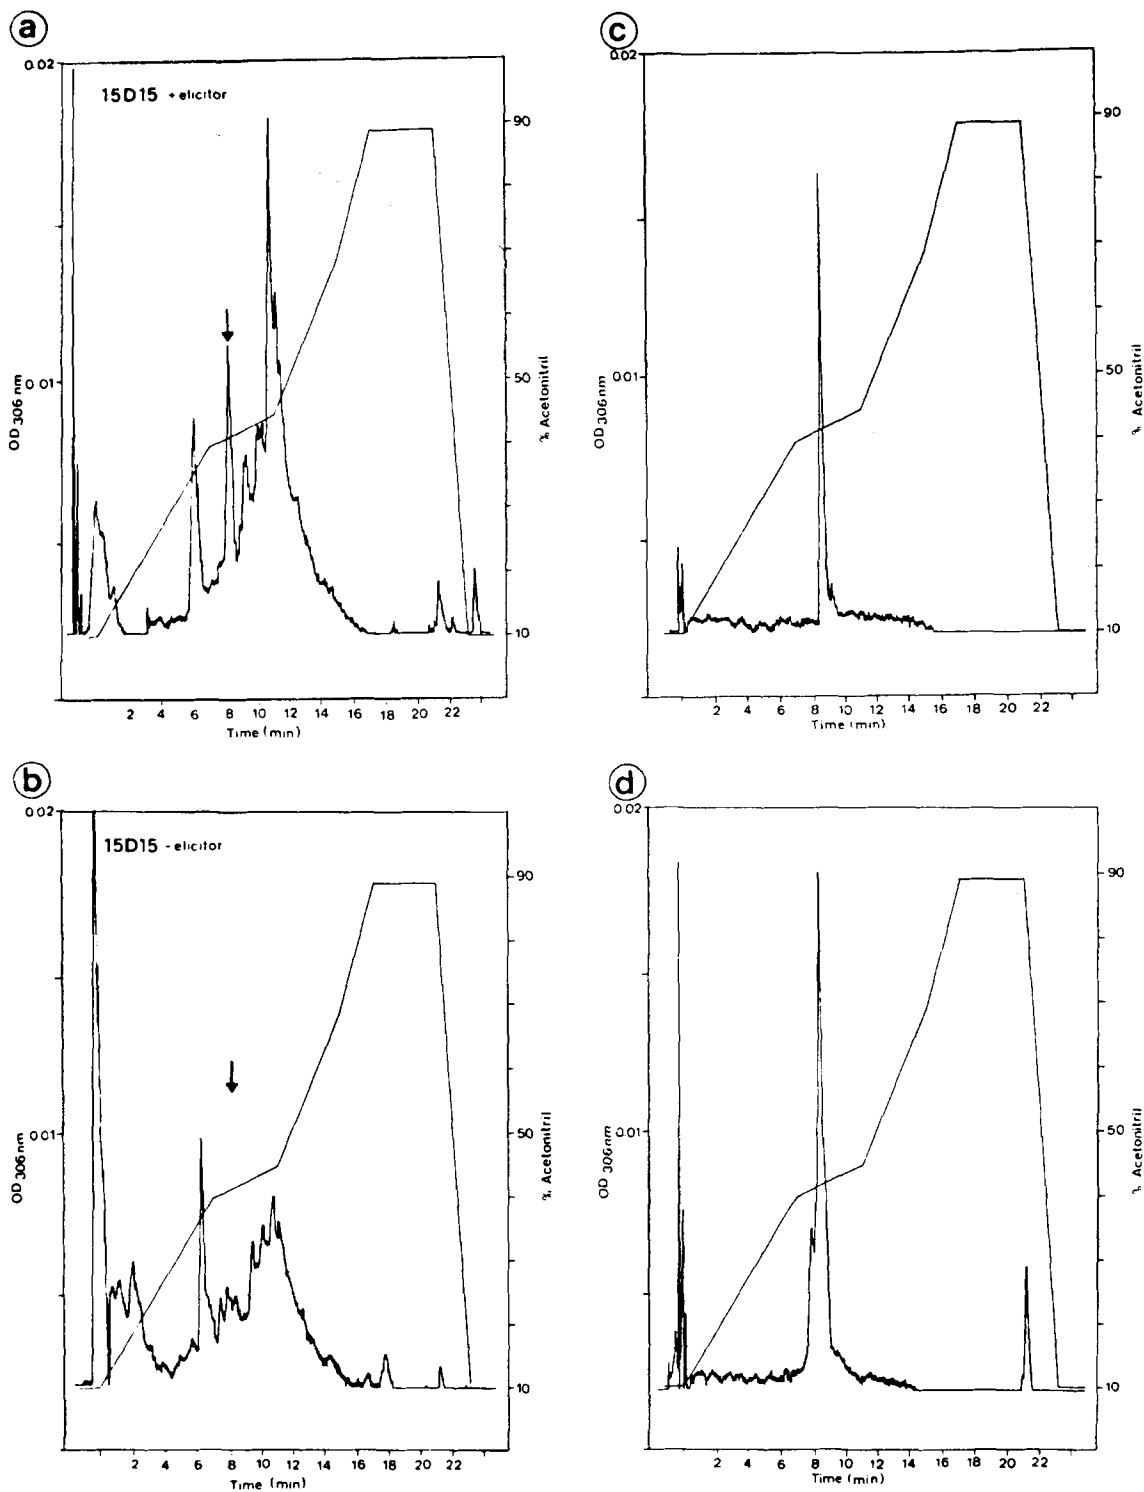 a
0.02
15D15 + elicitor
90
50
10
0.01
OD 306 nm
% Acetonitril
2 4 6 8 10 12 14 16 18 20 22
Time (min)
c
0.02
90
50
10
0.01
OD 306 nm
% Acetonitril
2 4 6 8 10 12 14 16 18 20 22
Time (min)
b
0.02
15D15 - elicitor
90
50
10
0.01
OD 306 nm
% Acetonitril
2 4 6 8 10 12 14 16 18 20 22
Time (min)
d
0.02
90
50
10
0.01
OD 306 nm
% Acetonitril
2 4 6 8 10 12 14 16 18 20 22
Time (min)